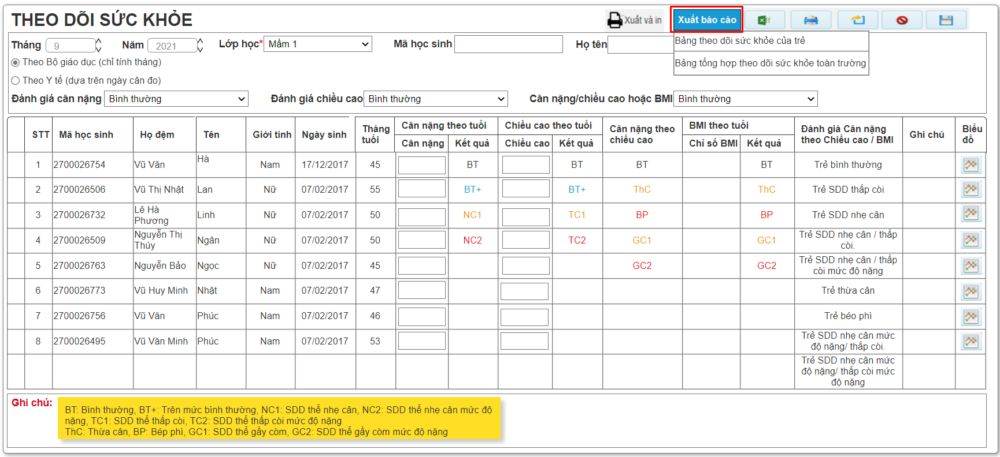 THEO DÕI SỨC KHỎE
Xuất và in
Xuất báo cáo
Bảng theo dõi sức khỏe của trẻ
Bảng tổng hợp theo dõi sức khỏe toàn trường
Tháng 9 Năm 2021 Lớp học* Mầm 1 Mã học sinh Họ tên
Theo Bộ giáo dục (chỉ tính tháng)
Theo Y tế (dựa trên ngày cân đo)
Đánh giá cân nặng Bình thường Đánh giá chiều cao Bình thường Cân nặng/chiều cao hoặc BMI Bình thường
STT Mã học sinh Họ đệm Tên Giới tính Ngày sinh
Tháng
tuổi
Cân nặng theo tuổi
Cân nặng Kết quả
Chiều cao theo tuổi
Chiều cao Kết quả
Cân nặng theo
chiều cao
BMI theo tuổi
Chỉ số BMI Kết quả
Đánh giá Cân nặng
theo Chiều cao / BMI
Ghi chú
Biểu
đồ
1 2700026754 Vũ Văn Hà Nam 17/12/2017 45 BT BT BT BT Trẻ bình thường
2 2700026506 Vũ Thị Nhật Lan Nữ 07/02/2017 55 BT+ BT+ ThC ThC Trẻ SDD thấp còi
3 2700026732 Lê Hà
Phương Linh Nữ 07/02/2017 50 NC1 TC1 BP BP Trẻ SDD nhẹ cân
4 2700026509 Nguyễn Thị
Thúy Ngân Nữ 07/02/2017 50 NC2 TC2 GC1 GC1 Trẻ SDD nhẹ cân / thấp
còi.
5 2700026763 Nguyễn Bảo Ngọc Nữ 07/02/2017 45 GC2 GC2 Trẻ SDD nhẹ cân / thấp
còi mức độ nặng
6 2700026773 Vũ Huy Minh Nhật Nam 07/02/2017 47 Trẻ thừa cân
7 2700026756 Vũ Văn Phúc Nam 07/02/2017 46 Trẻ béo phì
8 2700026495 Vũ Văn Minh Phúc Nam 07/02/2017 53 Trẻ SDD nhẹ cân mức
độ nặng/ thấp còi.
Trẻ SDD nhẹ cân mức
độ nặng/ thấp còi mức
độ nặng
Ghi chú:
BT: Bình thường, BT+: Trên mức bình thường, NC1: SDD thể nhẹ cân, NC2: SDD thể nhẹ cân mức độ
nặng, TC1: SDD thể thấp còi, TC2: SDD thể thấp còi mức độ nặng
ThC: Thừa cân, BP: Bép phì, GC1: SDD thể gầy còm, GC2: SDD thể gầy còm mức độ nặng